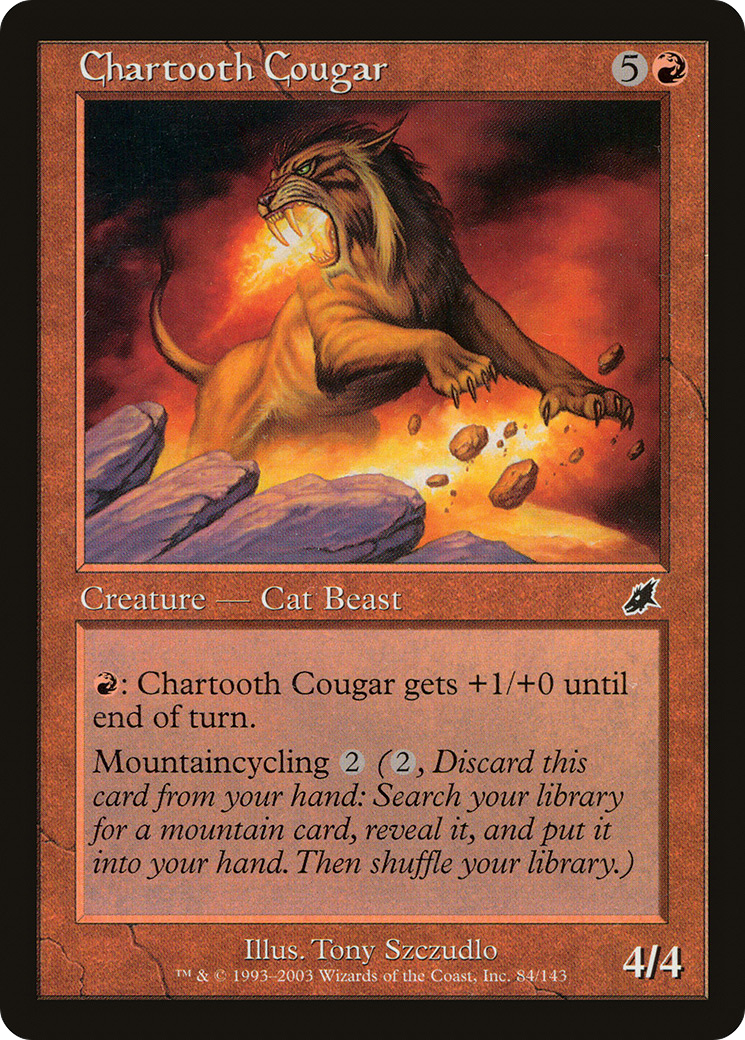 Chartooth Cougar 5
Creature — Cat Beast
: Chartooth Cougar gets +1/+0 until
end of turn.
Mountaincycling 2 (2, Discard this
card from your hand: Search your library
for a mountain card, reveal it, and put it
into your hand. Then shuffle your library.)
Illus. Tony Szczudlo
™ & © 1993–2003 Wizards of the Coast, Inc. 84/143
4/4